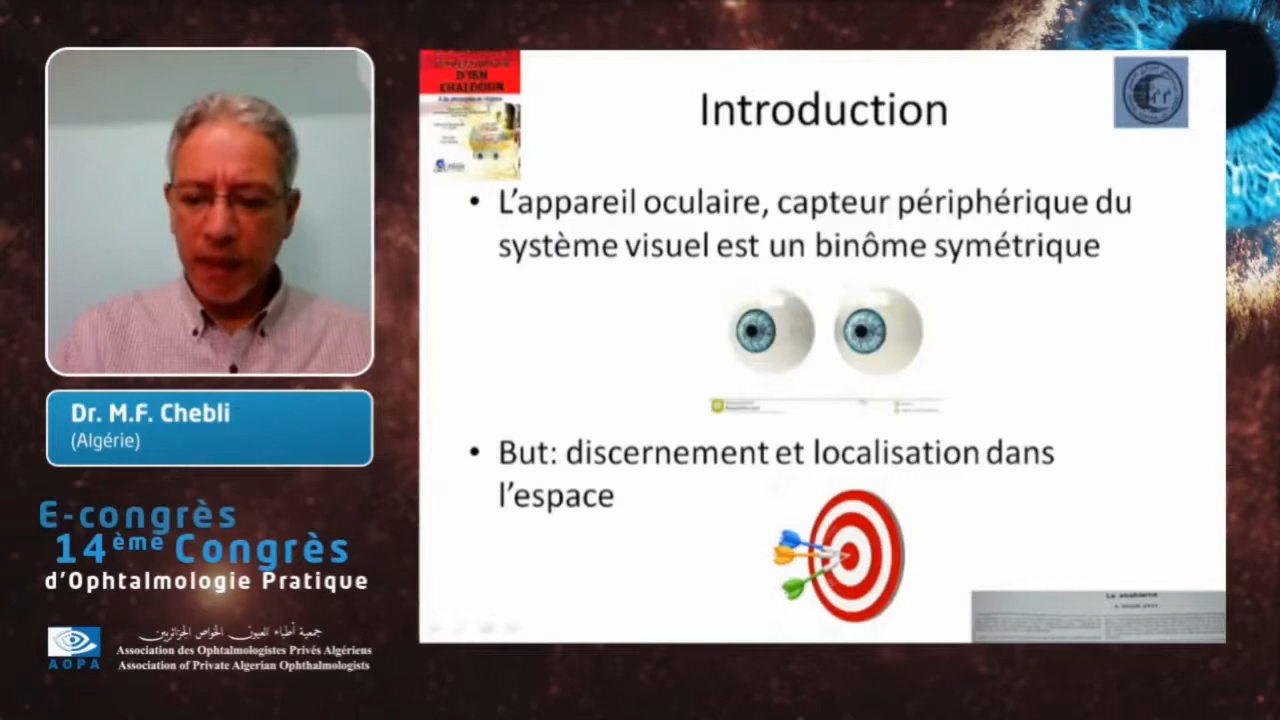 D'IBN
CHALDOUN
Introduction
• L'appareil oculaire, capteur périphérique du
système visuel est un binôme symétrique
• But: discernement et localisation dans
l'espace
Dr. M.F. Chebli
(Algérie)
E-congrès
14ème Congrès
d'Ophtalmologie Pratique
جمعية أطباء العيون الخواص الجزائريين
Association des Ophtalmologistes Privés Algériens
Association of Private Algerian Ophthalmologists
AOPA